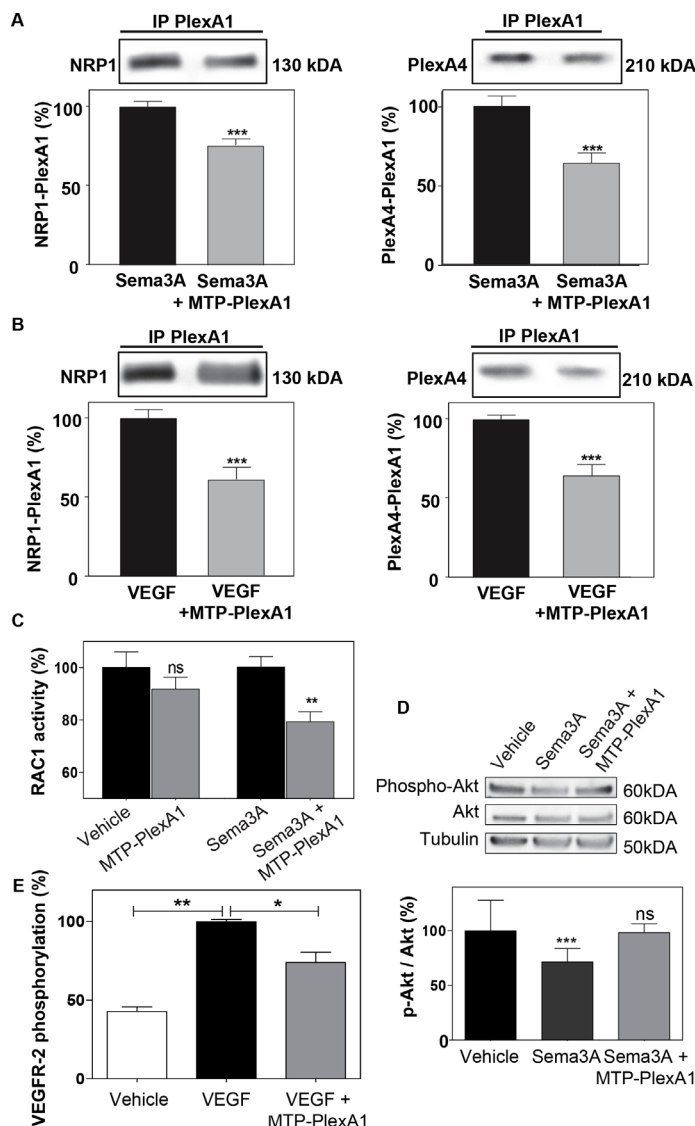 A
IP PlexA1
NRP1
130 kDA
NRP1-PlexA1 (%)
100
50
0
***
Sema3A
Sema3A
+ MTP-PlexA1
IP PlexA1
PlexA4
210 kDA
PlexA4-PlexA1 (%)
100
50
0
***
Sema3A
Sema3A
+ MTP-PlexA1
B
IP PlexA1
NRP1
130 kDA
NRP1-PlexA1 (%)
100
50
0
***
VEGF
VEGF
+MTP-PlexA1
IP PlexA1
PlexA4
210 kDA
PlexA4-PlexA1 (%)
100
50
0
***
VEGF
VEGF
+MTP-PlexA1
C
RAC1 activity (%)
100
80
60
ns
**
Vehicle
MTP-PlexA1
Sema3A
Sema3A +
MTP-PlexA1
D
Vehicle
Sema3A
Sema3A +
MTP-PlexA1
Phospho-Akt
60kDA
Akt
60kDA
Tubulin
50kDA
p-Akt / Akt (%)
100
50
0
***
ns
Vehicle
Sema3A
Sema3A +
MTP-PlexA1
E
VEGFR-2 phosphorylation (%)
100
50
0
**
*
Vehicle
VEGF
VEGF +
MTP-PlexA1